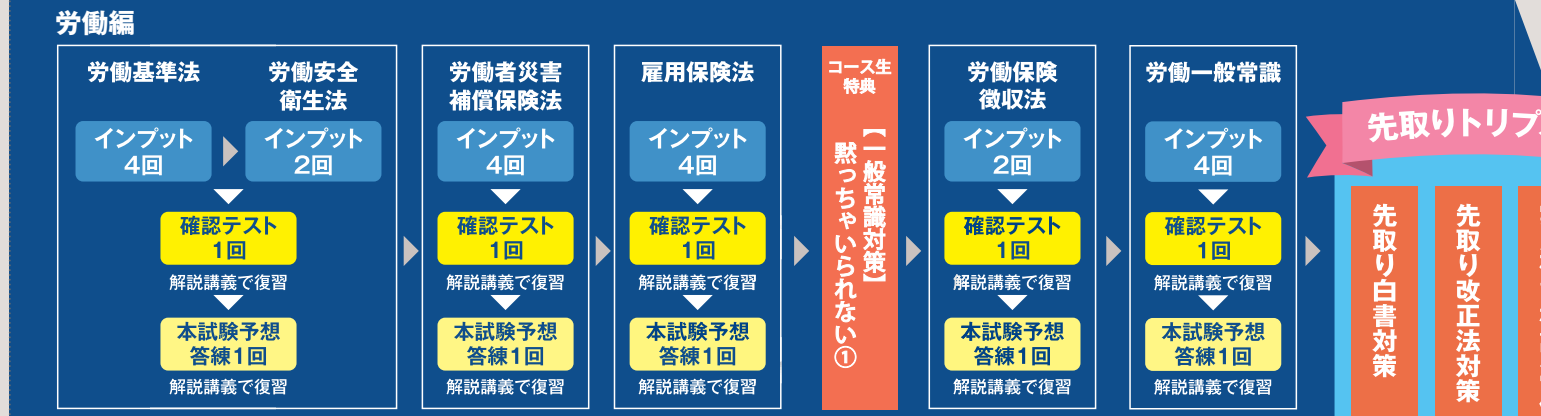 労働編
労働基準法
労働安全
衛生法
インプット
4回
インプット
2回
確認テスト
1回
解説講義で復習
本試験予想
答練1回
解説講義で復習
労働者災害
補償保険法
インプット
4回
確認テスト
1回
解説講義で復習
本試験予想
答練1回
解説講義で復習
雇用保険法
インプット
4回
確認テスト
1回
解説講義で復習
本試験予想
答練1回
解説講義で復習
コース生
特典
【一般常識対策】
黙っちゃいられない①
労働保険
徴収法
インプット
2回
確認テスト
1回
解説講義で復習
本試験予想
答練1回
解説講義で復習
労働一般常識
インプット
4回
確認テスト
1回
解説講義で復習
本試験予想
答練1回
解説講義で復習
先取りトリプ
先取り白書対策
先取り改正法対策